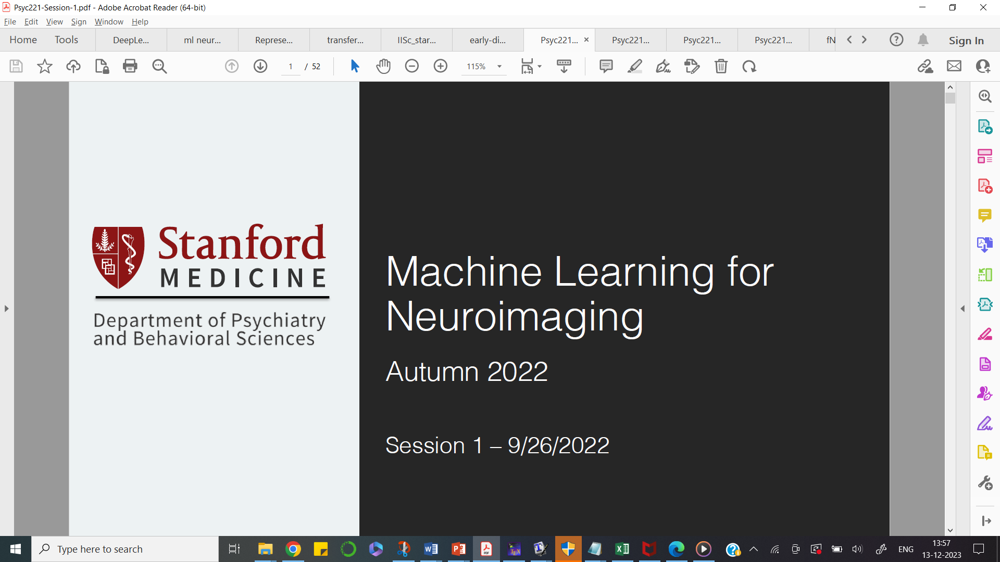 Psyc221-Session-1.pdf - Adobe Acrobat Reader (64-bit)
File Edit View Sign Window Help
Home Tools DeepLe... ml neur... Represe... transfer... IISc_star... early-di... Psyc221... × Psyc221... Psyc221... Psyc221... fN Sign In
1 / 52 115%
Stanford
MEDICINE
Department of Psychiatry
and Behavioral Sciences
Machine Learning for
Neuroimaging
Autumn 2022
Session 1 – 9/26/2022
Type here to search
ENG
13:57
13-12-2023